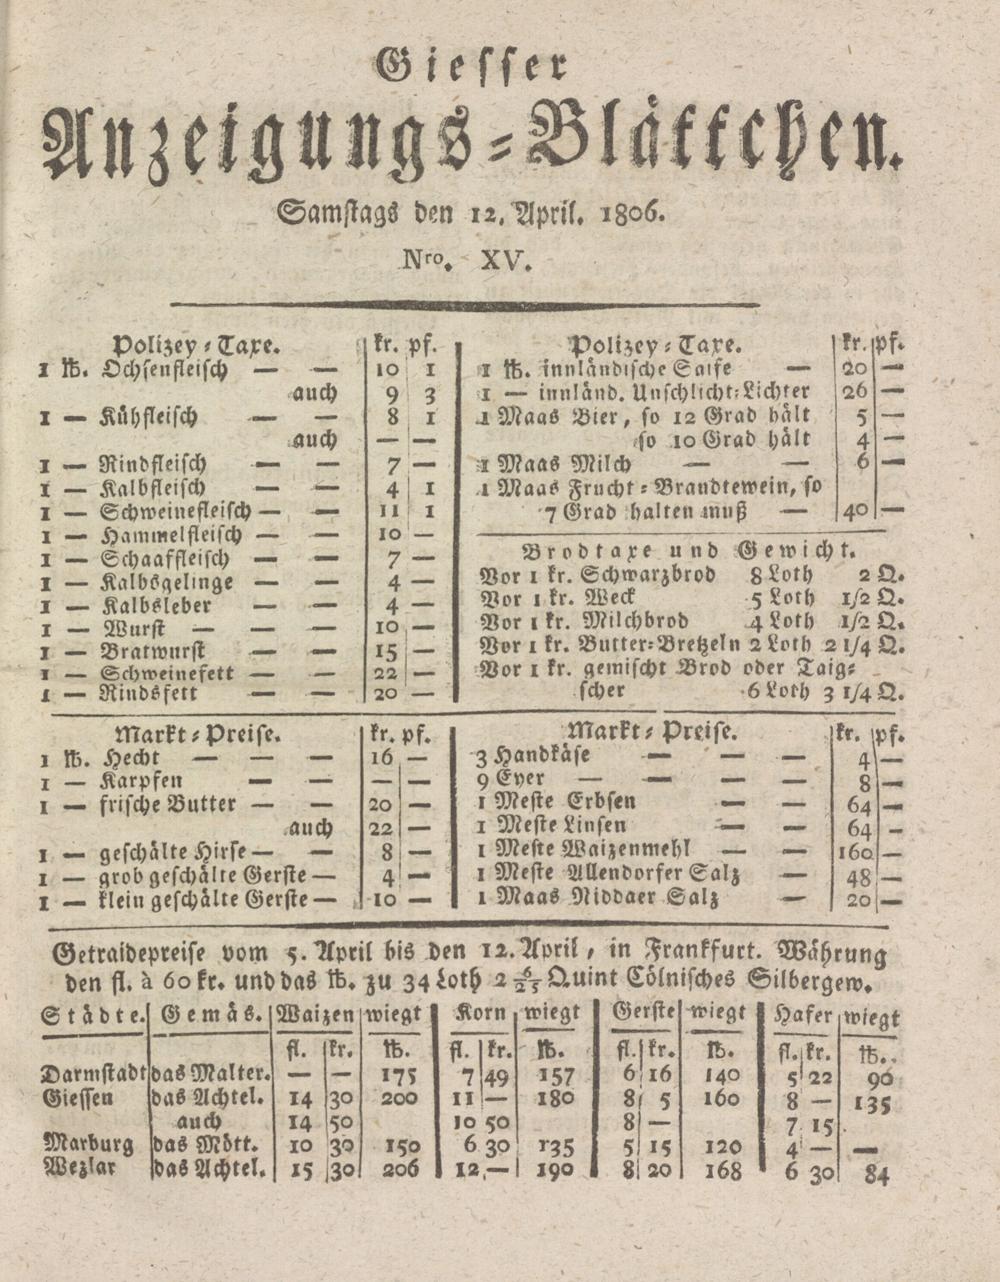 Giesser
Anzeigungs-Blättchen.
Samstags den 12. April. 1806.
Nro. XV.
Polizey-Taxe. kr. pf.
1 ℔. Ochsenfleisch — — 10 1
auch 9 3
1 — Kühfleisch — — 8 1
auch — —
1 — Rindfleisch — — 7 —
1 — Kalbfleisch — — 4 1
1 — Schweinefleisch — — 11 1
1 — Hammelfleisch — — 10 —
1 — Schaaffleisch — — 7 —
1 — Kalbsgelinge — — 4 —
1 — Kalbsleber — — 4 —
1 — Wurst — — — 10 —
1 — Bratwurst — — 15 —
1 — Schweinefett — — 22 —
1 — Rindsfett — — 20 —
Polizey-Taxe. kr. pf.
1 ℔. innländische Saife — 20 —
1 — innländ. Unschlicht-Lichter 26 —
1 Maas Bier, so 12 Grad hält 5 —
so 10 Grad hält 4 —
1 Maas Milch — — 6 —
1 Maas Frucht-Brandtewein, so
7 Grad halten muß — 40 —
Brodtaxe und Gewicht.
Vor 1 kr. Schwarzbrod 8 Loth 2 Q.
Vor 1 kr. Weck 5 Loth 1/2 Q.
Vor 1 kr. Milchbrod 4 Loth 1/2 Q.
Vor 1 kr. Butter-Bretzeln 2 Loth 2 1/4 Q.
Vor 1 kr. gemischt Brod oder Taig-
scher 6 Loth 3 1/4 Q.
Markt-Preise. kr. pf.
1 ℔. Hecht — — — 16 —
1 — Karpfen — — — —
1 — frische Butter — — 20 —
auch 22 —
1 — geschälte Hirse — — 8 —
1 — grob geschälte Gerste — 4 —
1 — klein geschälte Gerste — 10 —
Markt-Preise. kr. pf.
3 Handkäse — — — 4 —
9 Eyer — — — — 8 —
1 Meste Erbsen — — 64 —
1 Meste Linsen — — 64 —
1 Meste Waizenmehl — — 160 —
1 Meste Allendorfer Salz — 48 —
1 Maas Niddaer Salz — 20 —
Getraidepreise vom 5. April bis den 12. April, in Frankfurt. Währung
den fl. à 60 kr. und das ℔. zu 34 Loth 2 6/25 Quint Cölnisches Silbergew.
Städte. Gemäs. Waizen wiegt Korn wiegt Gerste wiegt Hafer wiegt
fl. kr. ℔. fl. kr. ℔. fl. kr. ℔. fl. kr. ℔.
Darmstadt das Malter. — — 175 7 49 157 6 16 140 5 22 90
Giessen das Achtel. 14 30 200 11 — 180 8 5 160 8 — 135
auch 14 50 10 50 8 — 7 15
Marburg das Mött. 10 30 150 6 30 135 5 15 120 4 — —
Wezlar das Achtel. 15 30 206 12 — 190 8 20 168 6 30 84